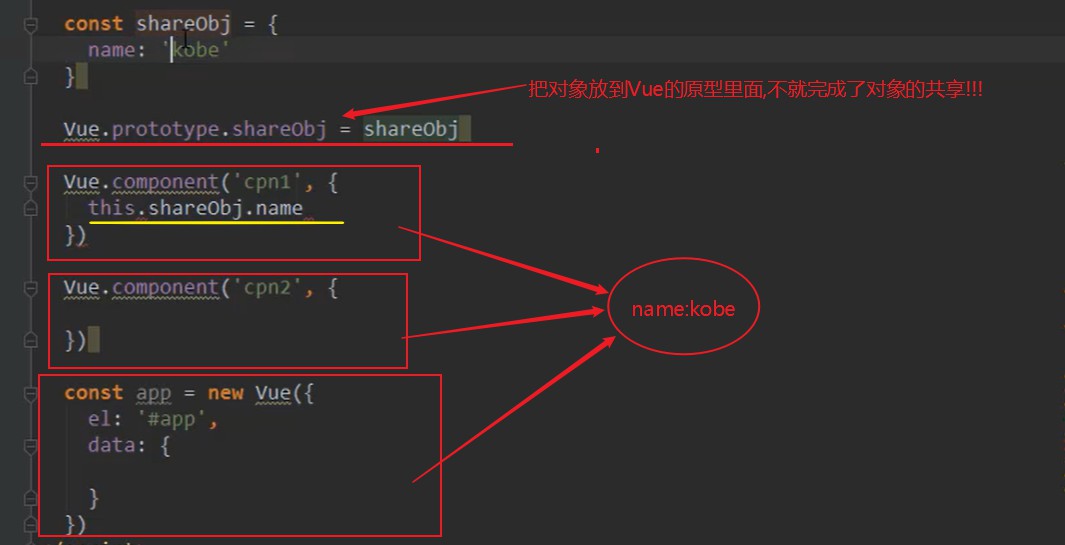 const shareObj = {
name: 'kobe'
}
把对象放到Vue的原型里面,不就完成了对象的共享!!!
Vue.prototype.shareObj = shareObj
Vue.component('cpn1', {
this.shareObj.name
})
Vue.component('cpn2', {
name:kobe
})
const app = new Vue({
el: '#app',
data: {
}
})